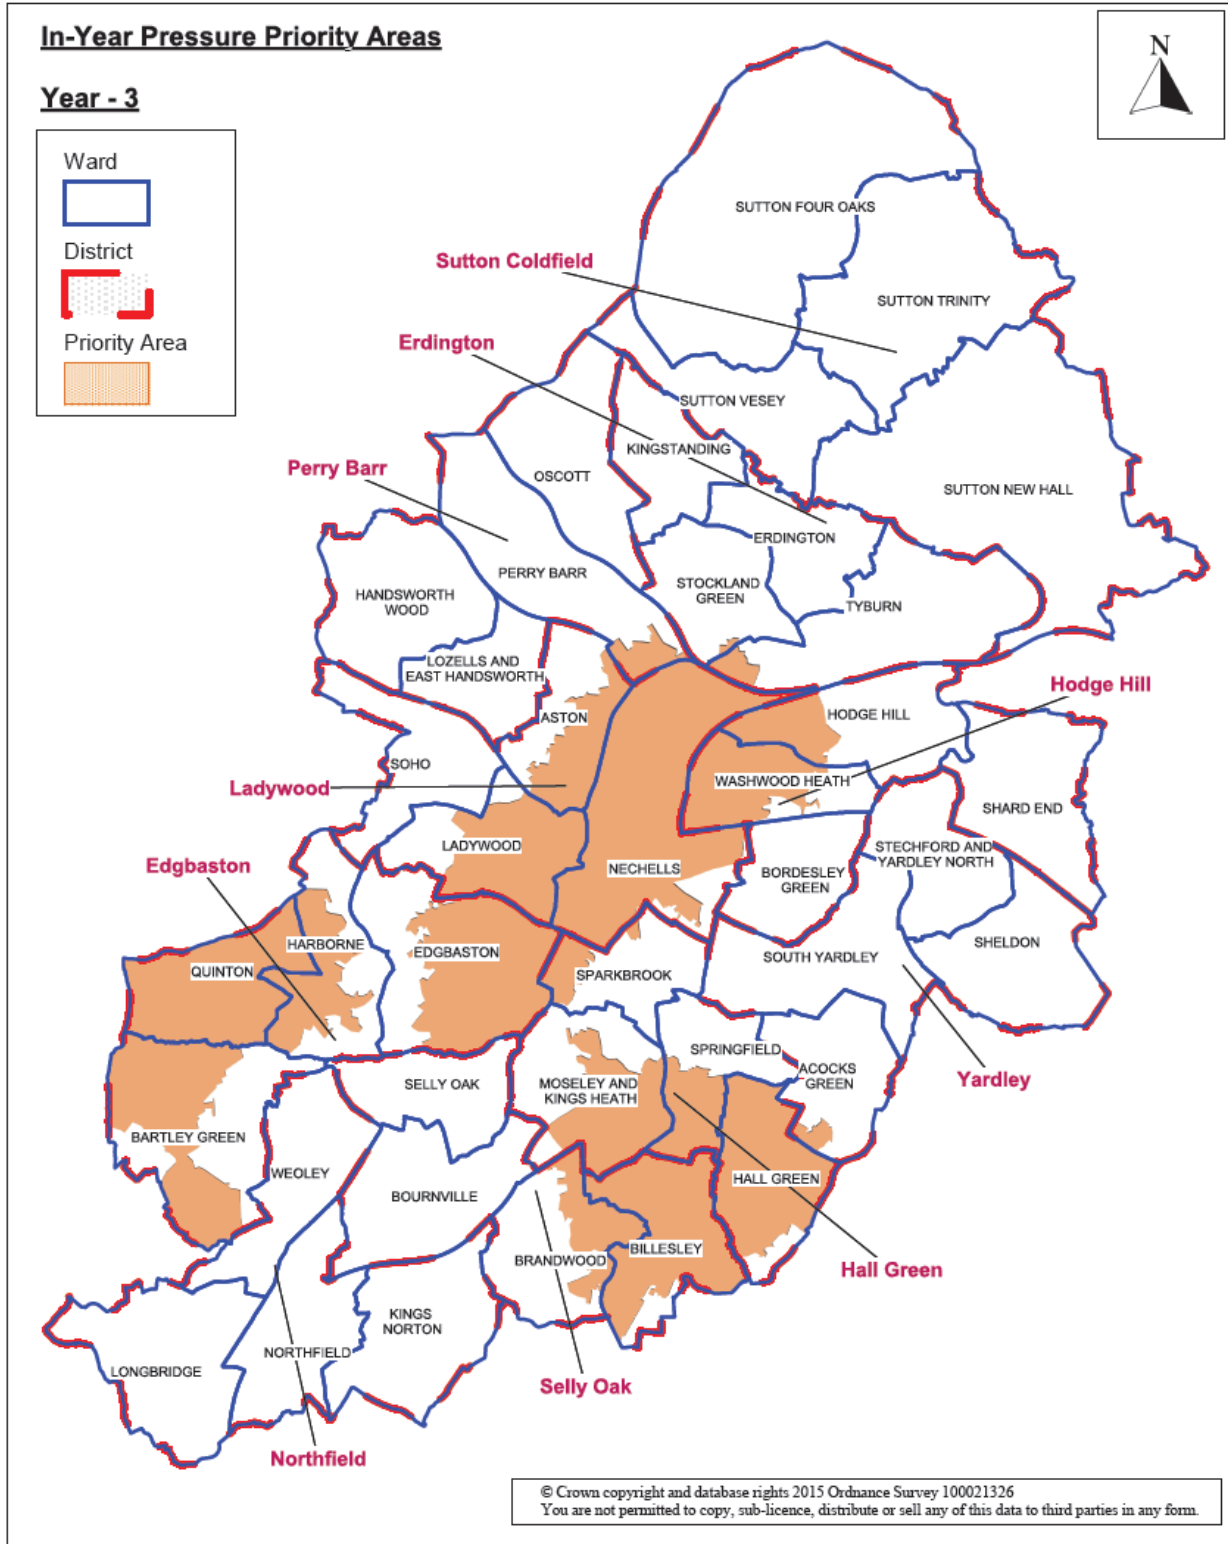 In-Year Pressure Priority Areas
Year - 3
N
Ward
District
Priority Area
SUTTON FOUR OAKS
Sutton Coldfield
SUTTON TRINITY
Erdington
SUTTON VESEY
KINGSTANDING
Perry Barr
OSCOTT
SUTTON NEW HALL
ERDINGTON
PERRY BARR
STOCKLAND
GREEN
HANDSWORTH
WOOD
TYBURN
LOZELLS AND
EAST HANDSWORTH
Hodge Hill
ASTON
HODGE HILL
SOHO
WASHWOOD HEATH
Ladywood
SHARD END
LADYWOOD
STECHFORD AND
YARDLEY NORTH
Edgbaston
NECHELLS
BORDESLEY
GREEN
HARBORNE
EDGBASTON
SHELDON
QUINTON
SPARKBROOK
SOUTH YARDLEY
SPRINGFIELD
ACOCKS
GREEN
Yardley
SELLY OAK
MOSELEY AND
KINGS HEATH
BARTLEY GREEN
WEOLEY
HALL GREEN
BOURNVILLE
BRANDWOOD
BILLESLEY
Hall Green
KINGS
NORTON
NORTHFIELD
LONGBRIDGE
Selly Oak
Northfield
© Crown copyright and database rights 2015 Ordnance Survey 100021326
You are not permitted to copy, sub-licence, distribute or sell any of this data to third parties in any form.